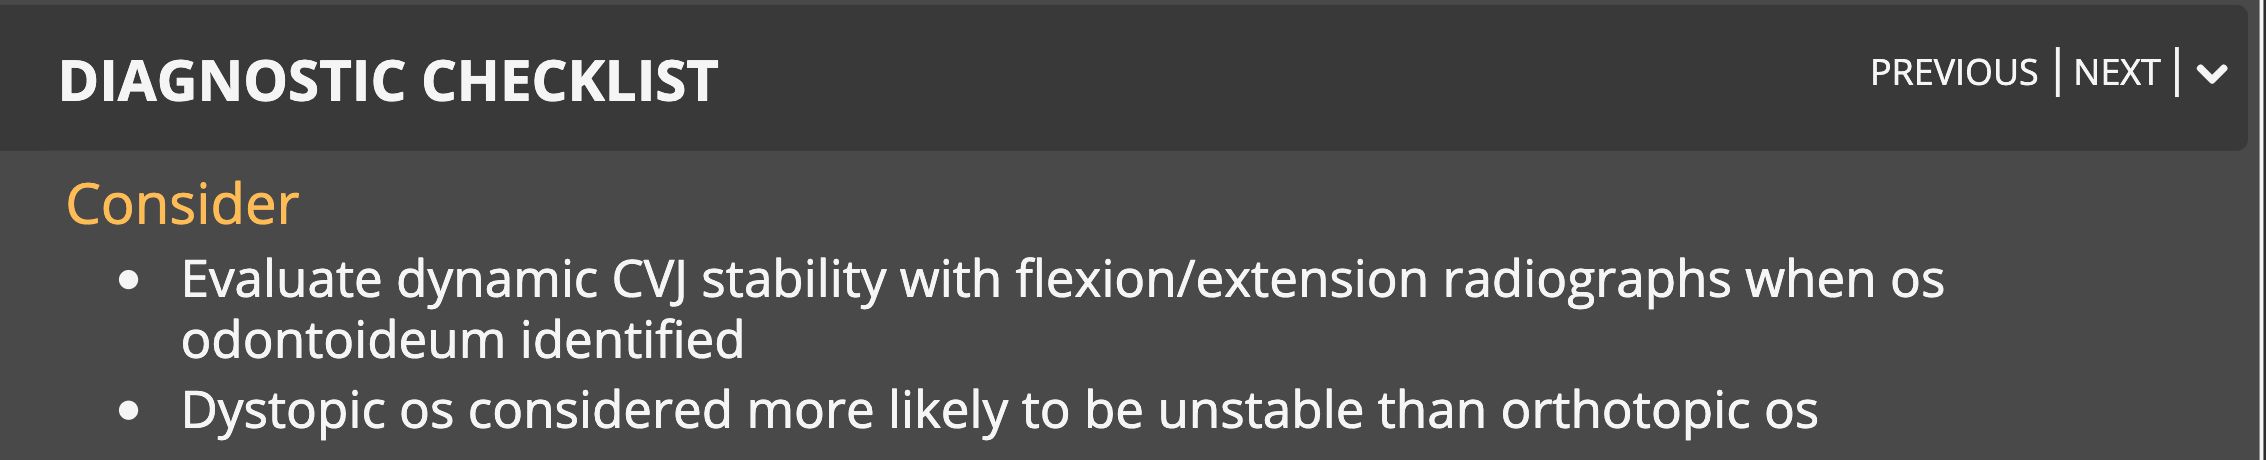 DIAGNOSTIC CHECKLIST
PREVIOUS | NEXT |
Consider
• Evaluate dynamic CVJ stability with flexion/extension radiographs when os
odontoideum identified
• Dystopic os considered more likely to be unstable than orthotopic os